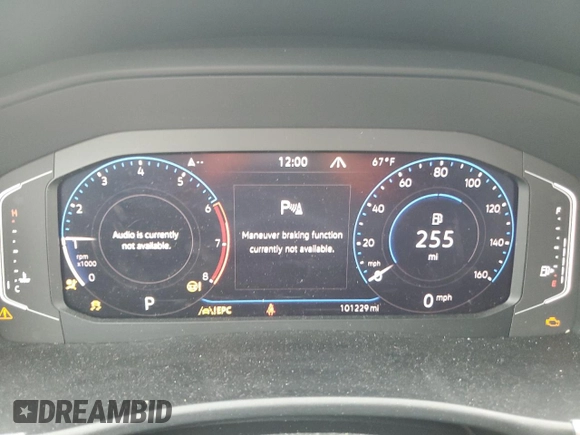 12:00
67°F
Audio is currently
not available.
Maneuver braking function
currently not available.
0 1 2 3 4 5 6 7 8
rpm
x1000
0 20 40 60 80 100 120 140 160
mph
255
mi
H
C
F
E
P
EPC
101229 mi
0 mph
DREAMBID